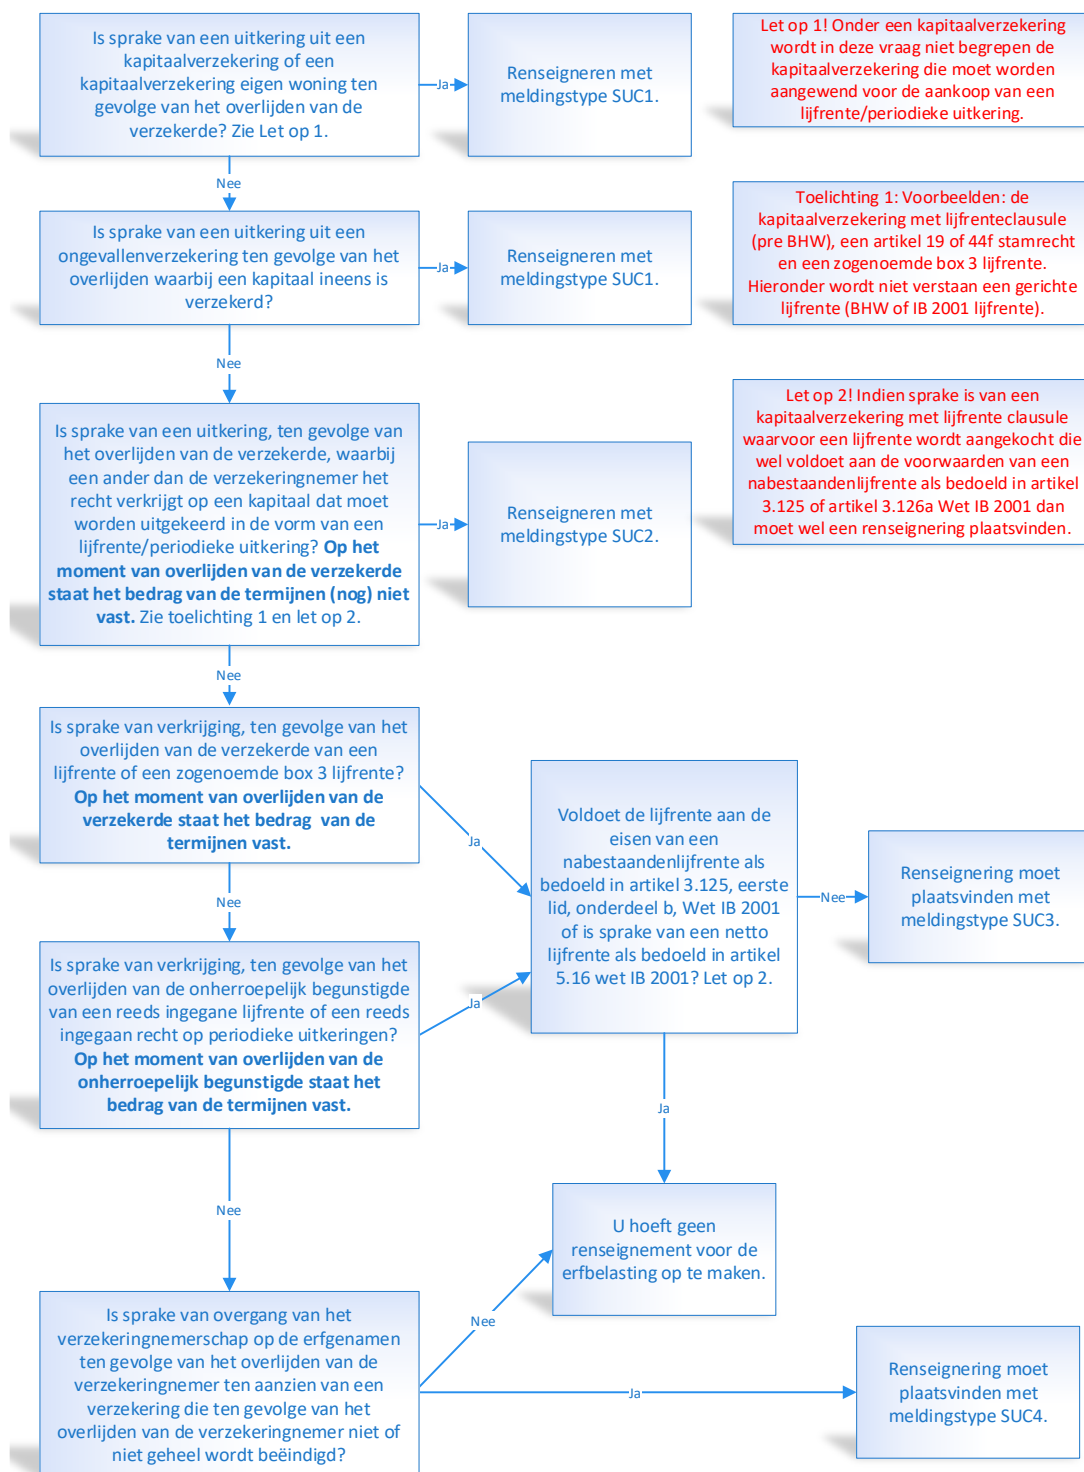 Is sprake van een uitkering uit een
kapitaalverzekering of een
kapitaalverzekering eigen woning ten
gevolge van het overlijden van de
verzekerde? Zie Let op 1.
Ja
Renseigneren met
meldingstype SUC1.
Let op 1! Onder een kapitaalverzekering
wordt in deze vraag niet begrepen de
kapitaalverzekering die moet worden
aangewend voor de aankoop van een
lijfrente/periodieke uitkering.
Nee
Is sprake van een uitkering uit een
ongevallenverzekering ten gevolge van het
overlijden waarbij een kapitaal ineens is
verzekerd?
Ja
Renseigneren met
meldingstype SUC1.
Toelichting 1: Voorbeelden: de
kapitaalverzekering met lijfrenteclausule
(pre BHW), een artikel 19 of 44f stamrecht
en een zogenoemde box 3 lijfrente.
Hieronder wordt niet verstaan een gerichte
lijfrente (BHW of IB 2001 lijfrente).
Nee
Is sprake van een uitkering, ten gevolge van
het overlijden van de verzekerde, waarbij
een ander dan de verzekeringnemer het
recht verkrijgt op een kapitaal dat moet
worden uitgekeerd in de vorm van een
lijfrente/periodieke uitkering? Op het
moment van overlijden van de verzekerde
staat het bedrag van de termijnen (nog) niet
vast. Zie toelichting 1 en let op 2.
Ja
Renseigneren met
meldingstype SUC2.
Let op 2! Indien sprake is van een
kapitaalverzekering met lijfrente clausule
waarvoor een lijfrente wordt aangekocht die
wel voldoet aan de voorwaarden van een
nabestaandenlijfrente als bedoeld in artikel
3.125 of artikel 3.126a Wet IB 2001 dan
moet wel een renseignering plaatsvinden.
Nee
Is sprake van verkrijging, ten gevolge van het
overlijden van de verzekerde van een
lijfrente of een zogenoemde box 3 lijfrente?
Op het moment van overlijden van de
verzekerde staat het bedrag van de
termijnen vast.
Ja
Voldoet de lijfrente aan de
eisen van een
nabestaandenlijfrente als
bedoeld in artikel 3.125, eerste
lid, onderdeel b, Wet IB 2001
of is sprake van een netto
lijfrente als bedoeld in artikel
5.16 wet IB 2001? Let op 2.
Nee
Renseignering moet
plaatsvinden met
meldingstype SUC3.
Nee
Is sprake van verkrijging, ten gevolge van het
overlijden van de onherroepelijk begunstigde
van een reeds ingegane lijfrente of een reeds
ingegaan recht op periodieke uitkeringen?
Op het moment van overlijden van de
onherroepelijk begunstigde staat het
bedrag van de termijnen vast.
Ja
Ja
Nee
U hoeft geen
renseignement voor de
erfbelasting op te maken.
Is sprake van overgang van het
verzekeringnemerschap op de erfgenamen
ten gevolge van het overlijden van de
verzekeringnemer ten aanzien van een
verzekering die ten gevolge van het
overlijden van de verzekeringnemer niet of
niet geheel wordt beëindigd?
Nee
Ja
Renseignering moet
plaatsvinden met
meldingstype SUC4.